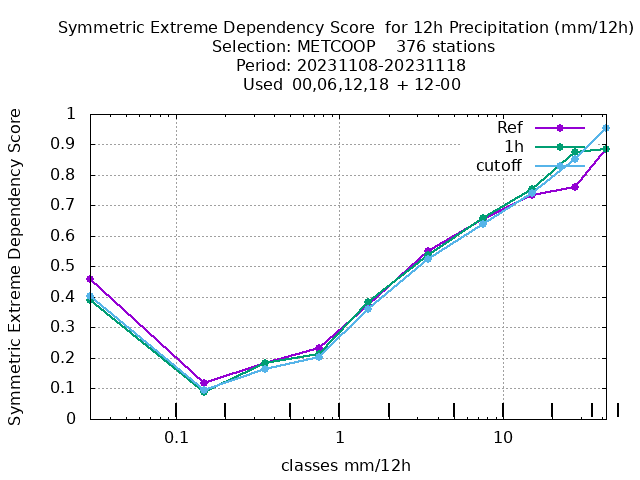 Symmetric Extreme Dependency Score  for 12h Precipitation (mm/12h)
Selection: METCOOP    376 stations
Period: 20231108-20231118
Used  00,06,12,18  + 12-00
Symmetric Extreme Dependency Score
1
0.9
0.8
0.7
0.6
0.5
0.4
0.3
0.2
0.1
0
Ref
1h
cutoff
0.1
1
10
classes mm/12h